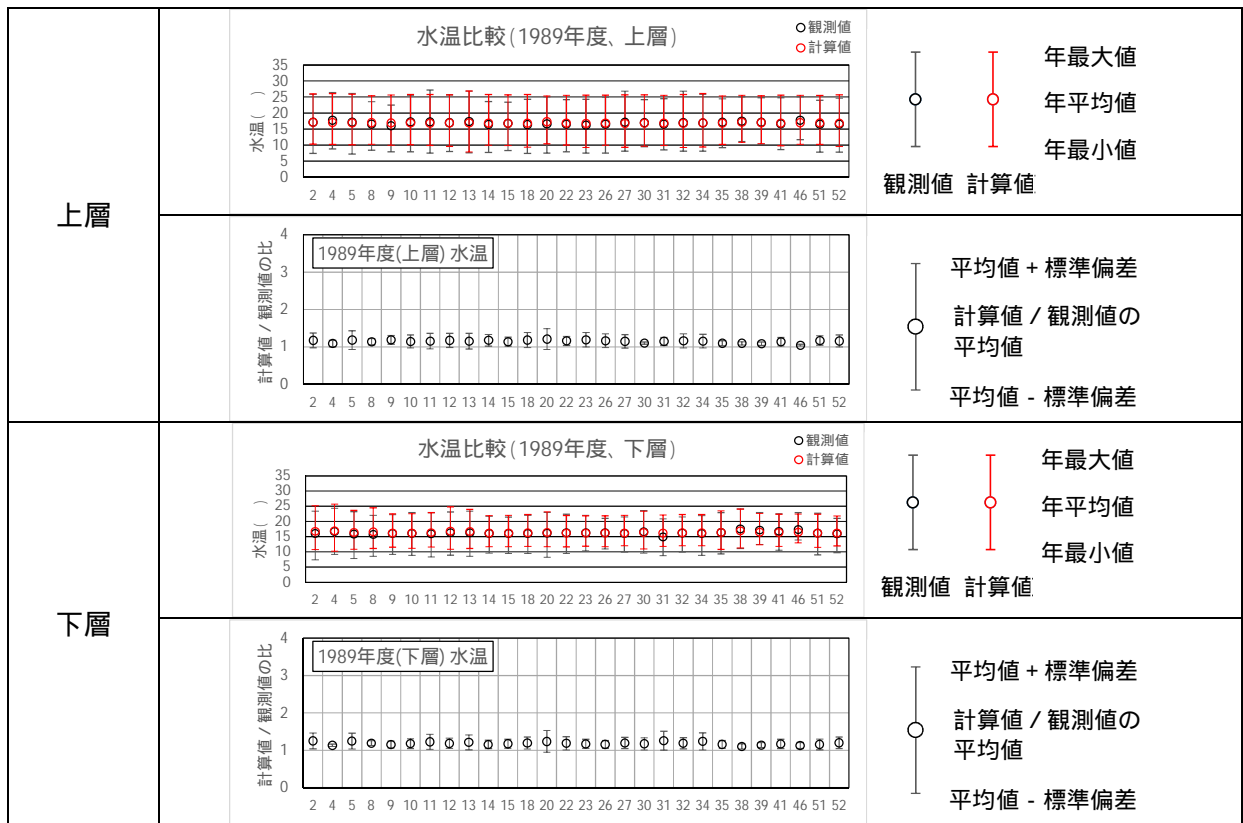 上層
水温比較(1989年度、上層)
観測値
計算値
水温( )
35
30
25
20
15
10
5
0
2 4 5 8 9 10 11 12 13 14 15 18 20 22 23 26 27 30 31 32 34 35 38 39 41 46 51 52
年最大値
年平均値
年最小値
観測値 計算値
計算値 / 観測値の比
1989年度(上層) 水温
4
3
2
1
0
2 4 5 8 9 10 11 12 13 14 15 18 20 22 23 26 27 30 31 32 34 35 38 39 41 46 51 52
平均値 + 標準偏差
計算値 / 観測値の
平均値
平均値 - 標準偏差
下層
水温比較(1989年度、下層)
観測値
計算値
水温( )
35
30
25
20
15
10
5
0
2 4 5 8 9 10 11 12 13 14 15 18 20 22 23 26 27 30 31 32 34 35 38 39 41 46 51 52
年最大値
年平均値
年最小値
観測値 計算値
計算値 / 観測値の比
1989年度(下層) 水温
4
3
2
1
0
2 4 5 8 9 10 11 12 13 14 15 18 20 22 23 26 27 30 31 32 34 35 38 39 41 46 51 52
平均値 + 標準偏差
計算値 / 観測値の
平均値
平均値 - 標準偏差